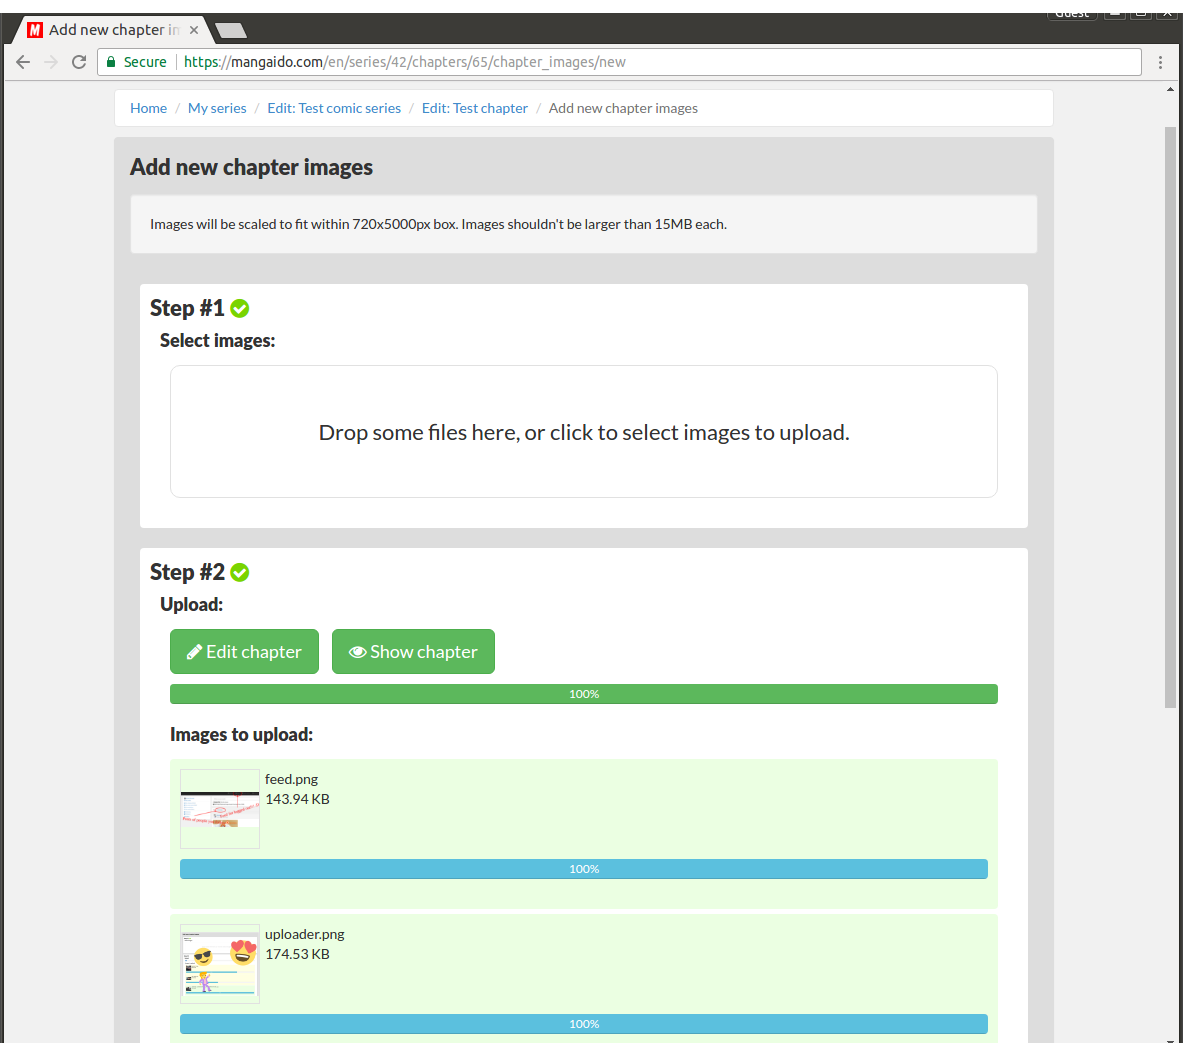 Guest
M Add new chapter in
Secure https://mangaido.com/en/series/42/chapters/65/chapter_images/new
Home / My series / Edit: Test comic series / Edit: Test chapter / Add new chapter images
Add new chapter images
Images will be scaled to fit within 720x5000px box. Images shouldn't be larger than 15MB each.
Step #1
Select images:
Drop some files here, or click to select images to upload.
Step #2
Upload:
Edit chapter Show chapter
100%
Images to upload:
feed.png
143.94 KB
100%
uploader.png
174.53 KB
100%